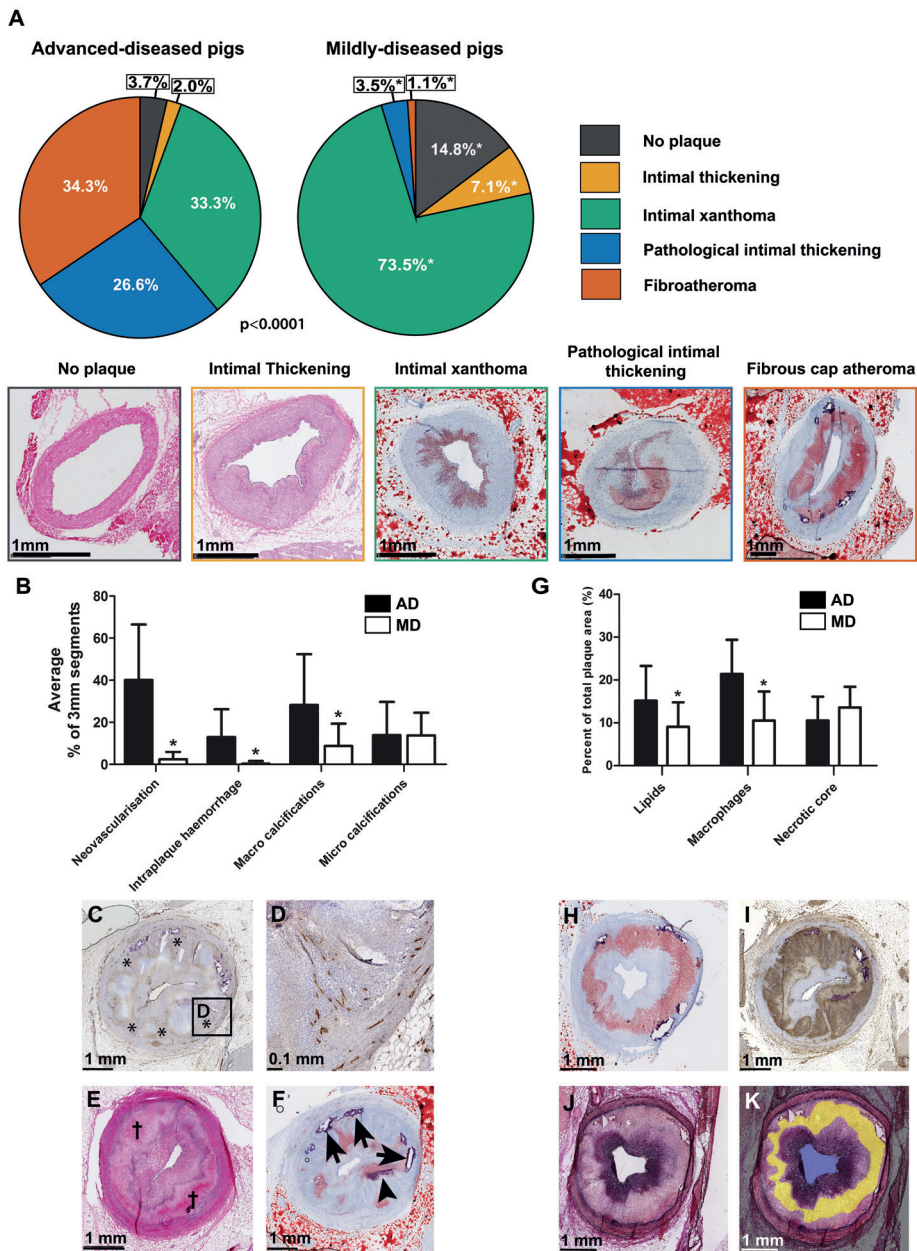 A
Advanced-diseased pigs
Mildly-diseased pigs
3.7%
2.0%
34.3%
33.3%
26.6%
3.5%*
1.1%*
14.8%*
7.1%*
73.5%*
p<0.0001
No plaque
Intimal thickening
Intimal xanthoma
Pathological intimal thickening
Fibroatheroma
No plaque
Intimal Thickening
Intimal xanthoma
Pathological intimal
thickening
Fibrous cap atheroma
1mm
1mm
1mm
1mm
1mm
B
Average
% of 3mm segments
80
60
40
20
0
AD
MD
*
*
*
Neovascularisation
Intraplaque haemorrhage
Macro calcifications
Micro calcifications
G
Percent of total plaque area (%)
40
30
20
10
0
AD
MD
*
*
Lipids
Macrophages
Necrotic core
C
*
*
*
*
*
D
*
1 mm
D
0.1 mm
E
†
†
1 mm
F
1 mm
H
1 mm
I
1 mm
J
1 mm
K
1 mm